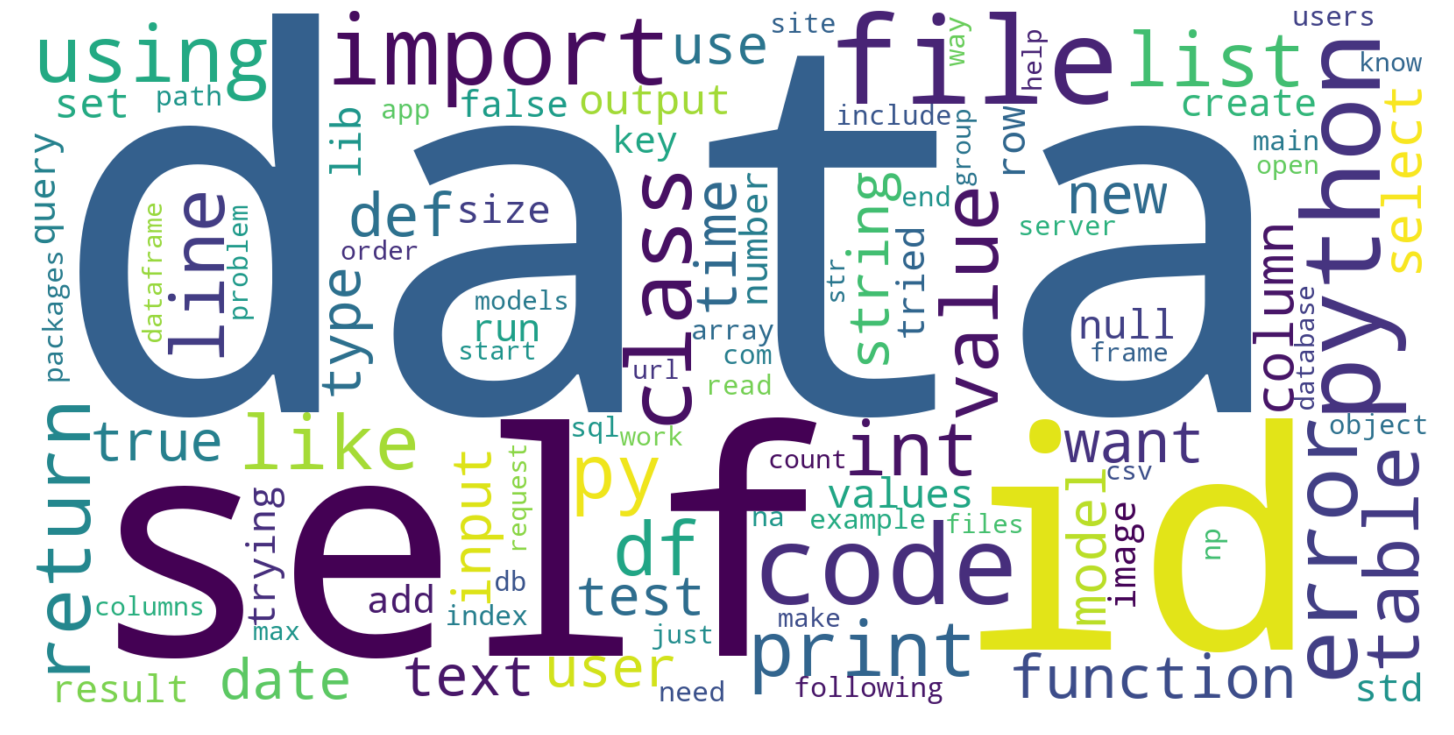 data
self
id
import
file
using
use
site
users
way
help
list
know
set
path
app
false
output
include
create
python
lib
key
row
group
main
open
select
query
line
def
size
class
time
number
string
end
value
new
server
dataframe
problem
order
type
models
run
start
str
tried
null
frame
column
database
packages
url
array
com
read
return
true
like
sql
work
py
count
int
want
csv
object
error
table
trying
input
request
df
na
values
example
files
code
model
image
np
columns
add
db
index
test
max
just
make
print
result
date
text
user
need
following
function
std